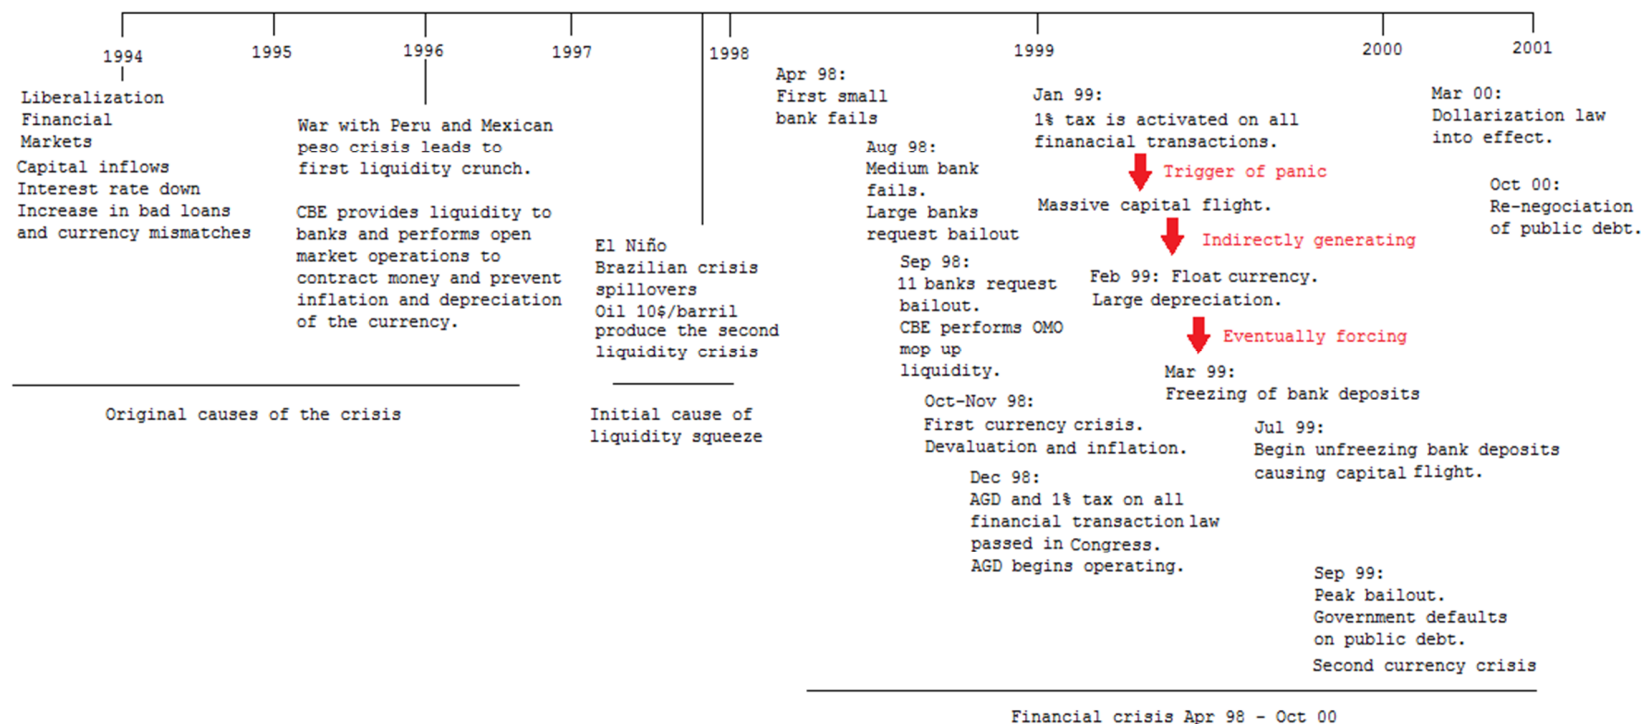 1994
1995
1996
1997
1998
1999
2000
2001
Liberalization
Financial
Markets
Capital inflows
Interest rate down
Increase in bad loans
and currency mismatches
War with Peru and Mexican
peso crisis leads to
first liquidity crunch.
CBE provides liquidity to
banks and performs open
market operations to
contract money and prevent
inflation and depreciation
of the currency.
Original causes of the crisis
El Niño
Brazilian crisis
spillovers
Oil 10$/barril
produce the second
liquidity crisis
Initial cause of
liquidity squeeze
Apr 98:
First small
bank fails
Aug 98:
Medium bank
fails.
Large banks
request bailout
Sep 98:
11 banks request
bailout.
CBE performs OMO
mop up
liquidity.
Oct-Nov 98:
First currency crisis.
Devaluation and inflation.
Dec 98:
AGD and 1% tax on all
financial transaction law
passed in Congress.
AGD begins operating.
Jan 99:
1% tax is activated on all
finanacial transactions.
Trigger of panic
Massive capital flight.
Indirectly generating
Feb 99: Float currency.
Large depreciation.
Eventually forcing
Mar 99:
Freezing of bank deposits
Jul 99:
Begin unfreezing bank deposits
causing capital flight.
Sep 99:
Peak bailout.
Government defaults
on public debt.
Second currency crisis
Mar 00:
Dollarization law
into effect.
Oct 00:
Re-negociation
of public debt.
Financial crisis Apr 98 - Oct 00